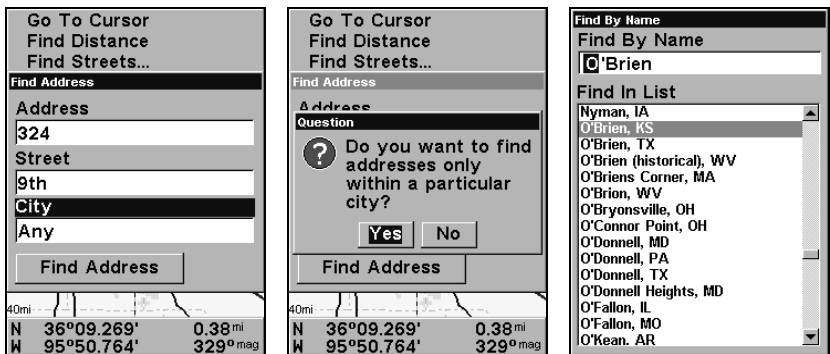 Go To Cursor
Find Distance
Find Streets...
Find Address
Address
324
Street
9th
City
Any
Find Address
40mi
N 36°09.269' 0.38 mi
W 95°50.764' 329° mag
Go To Cursor
Find Distance
Find Streets...
Find Address
Address
Question
Do you want to find
addresses only
within a particular
city?
Yes No
Find Address
40mi
N 36°09.269' 0.38 mi
W 95°50.764' 329° mag
Find By Name
Find By Name
O'Brien
Find In List
Nyman, IA
O'Brien, KS
O'Brien, TX
O'Brien (historical), WV
O'Briens Corner, MA
O'Brion, WV
O'Bryonsville, OH
O'Connor Point, OH
O'Donnell, MD
O'Donnell, PA
O'Donnell, TX
O'Donnell Heights, MD
O'Fallon, IL
O'Fallon, MO
O'Kean, AR